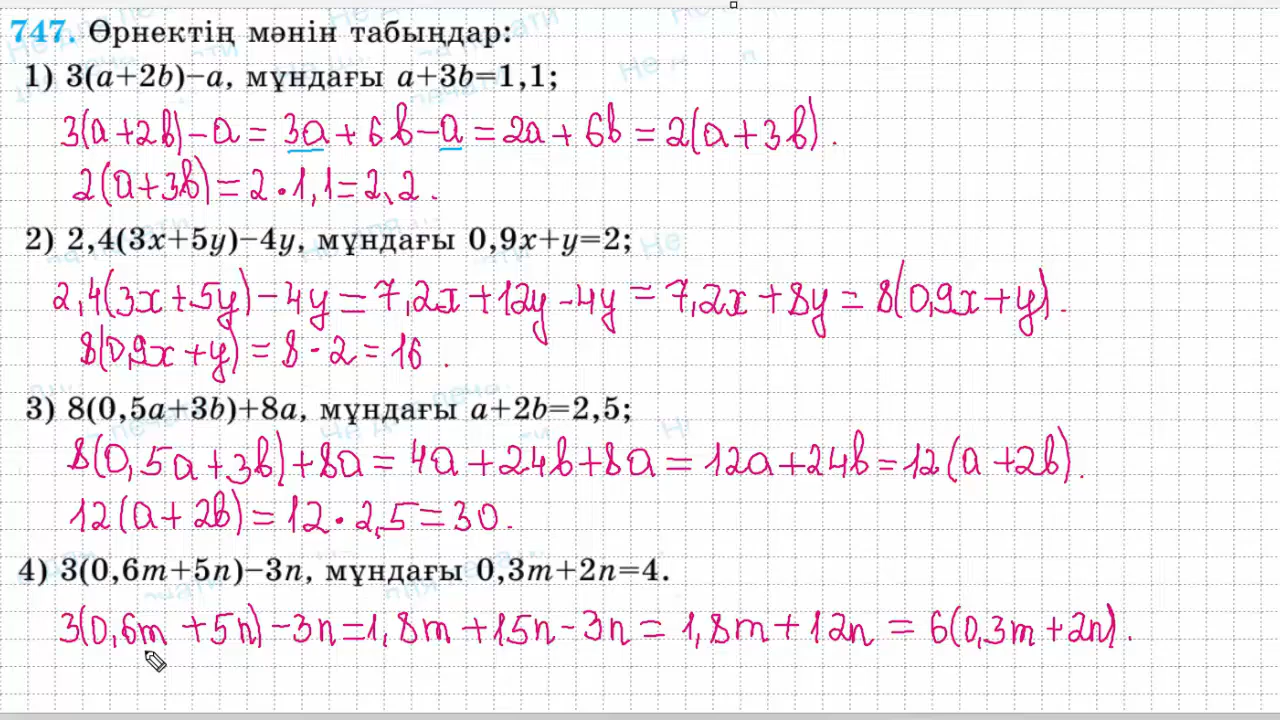 747. Өрнектің мәнін табыңдар:
1) 3(a+2b)−a, мұндағы a+3b=1,1;
3(a+2b)−a = 3a+6b−a = 2a+6b = 2(a+3b).
2(a+3b)=2·1,1=2,2.
2) 2,4(3x+5y)−4y, мұндағы 0,9x+y=2;
2,4(3x+5y)−4y=7,2x+12y−4y=7,2x+8y=8(0,9x+y).
8(0,9x+y)=8·2=16.
3) 8(0,5a+3b)+8a, мұндағы a+2b=2,5;
8(0,5a+3b)+8a=4a+24b+8a=12a+24b=12(a+2b).
12(a+2b)=12·2,5=30.
4) 3(0,6m+5n)−3n, мұндағы 0,3m+2n=4.
3(0,6m+5n)−3n=1,8m+15n−3n=1,8m+12n=6(0,3m+2n).